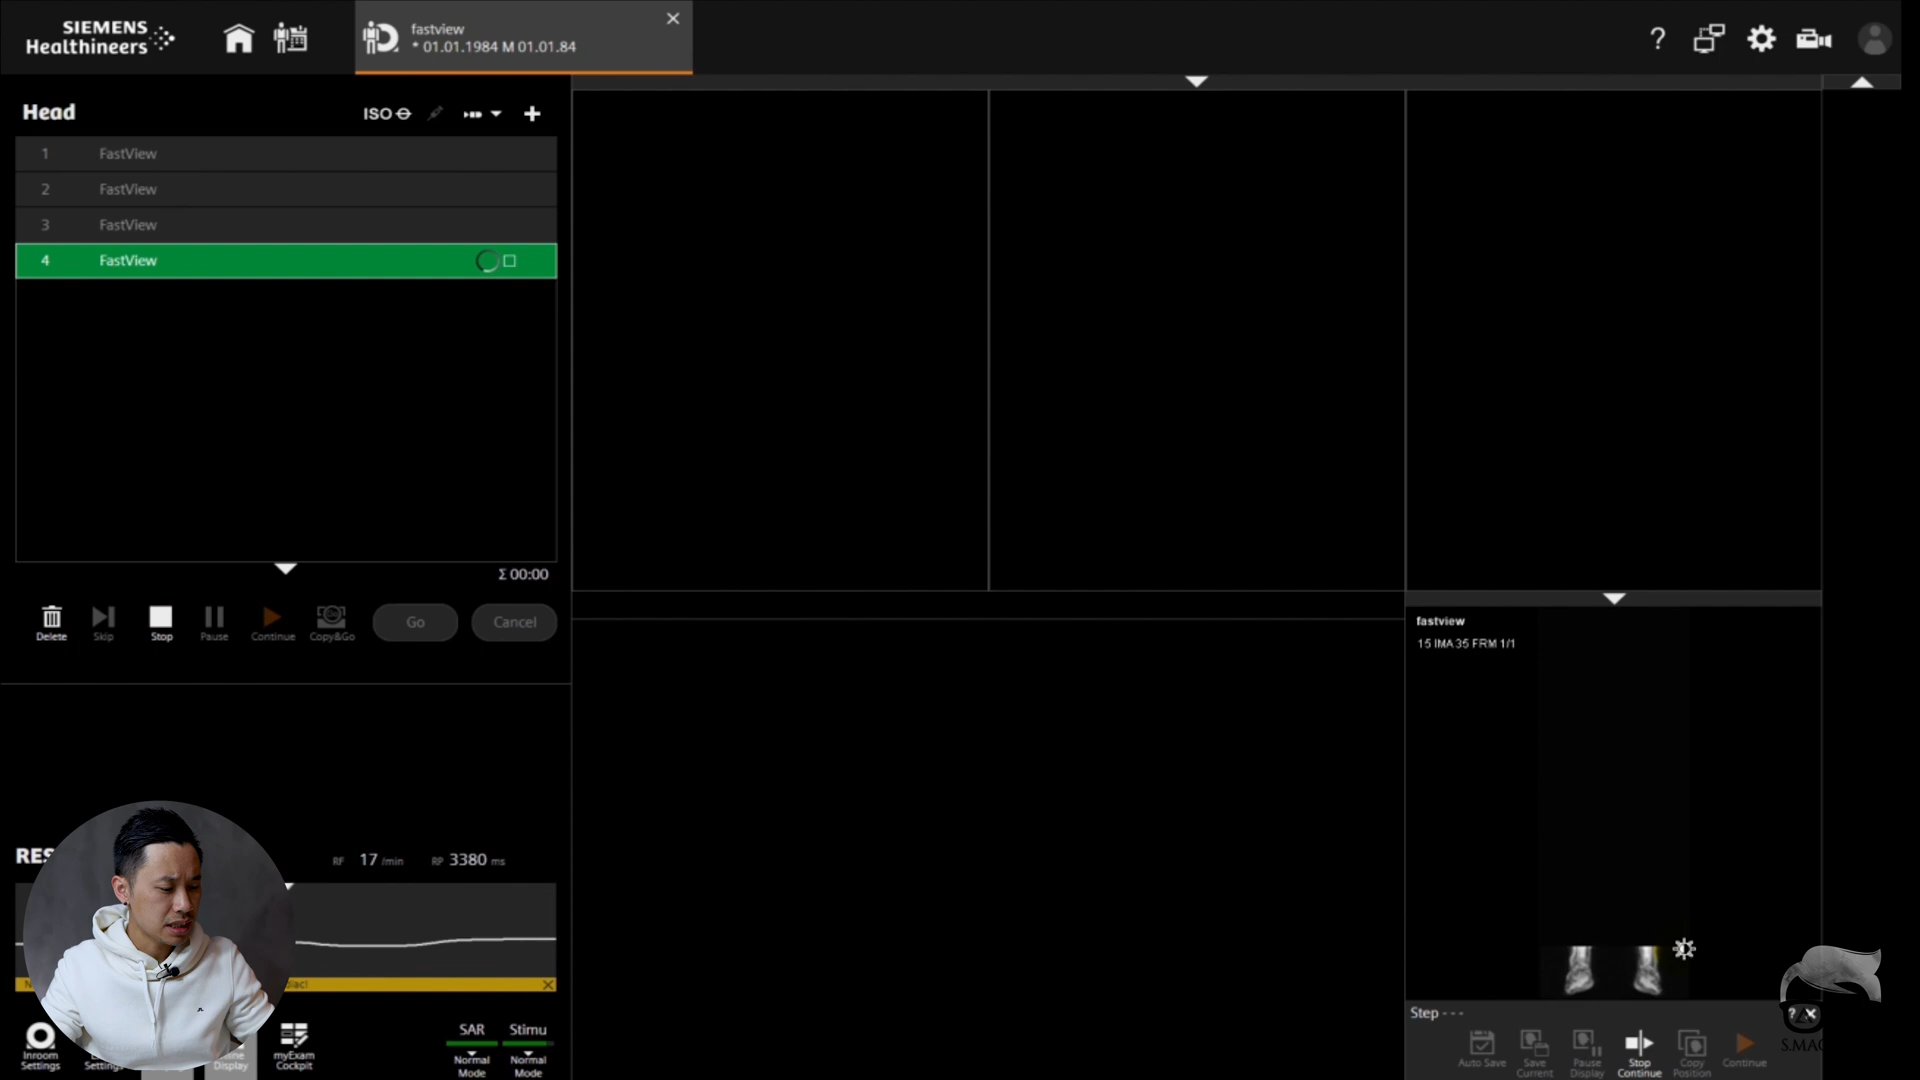 SIEMENS
Healthineers
fastview
* 01.01.1984 M 01.01.84
?
Head
ISO
1 FastView
2 FastView
3 FastView
4 FastView
Σ 00:00
Delete
Skip
Stop
Pause
Continue
Copy&Go
Go
Cancel
fastview
15 IMA 35 FRM 1/1
RF 17 /min RP 3380 ms
Inroom
Settings
Display
myExam
Cockpit
SAR
Normal
Mode
Stimu
Normal
Mode
Step - - -
?
Auto Save
Save
Current
Pause
Display
Stop
Continue
Copy
Position
Continue